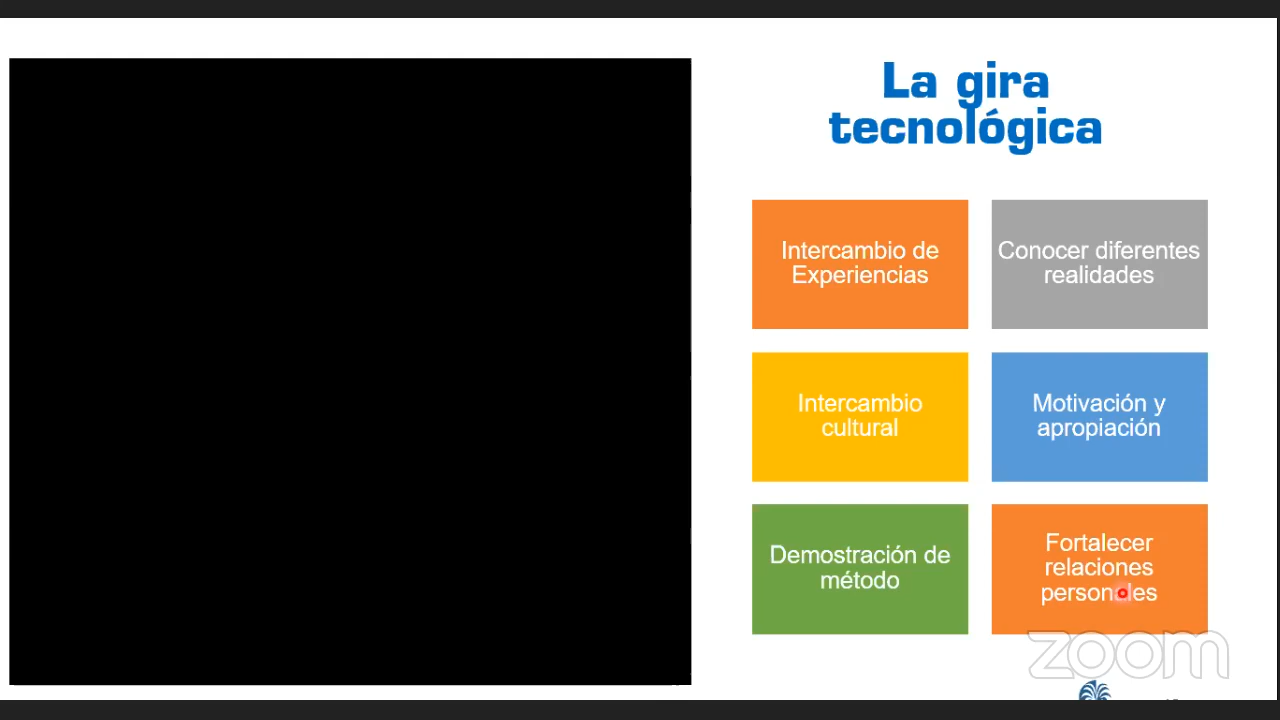 La gira
tecnológica
Intercambio de
Experiencias
Conocer diferentes
realidades
Intercambio
cultural
Motivación y
apropiación
Demostración de
método
Fortalecer
relaciones
personales
zoom